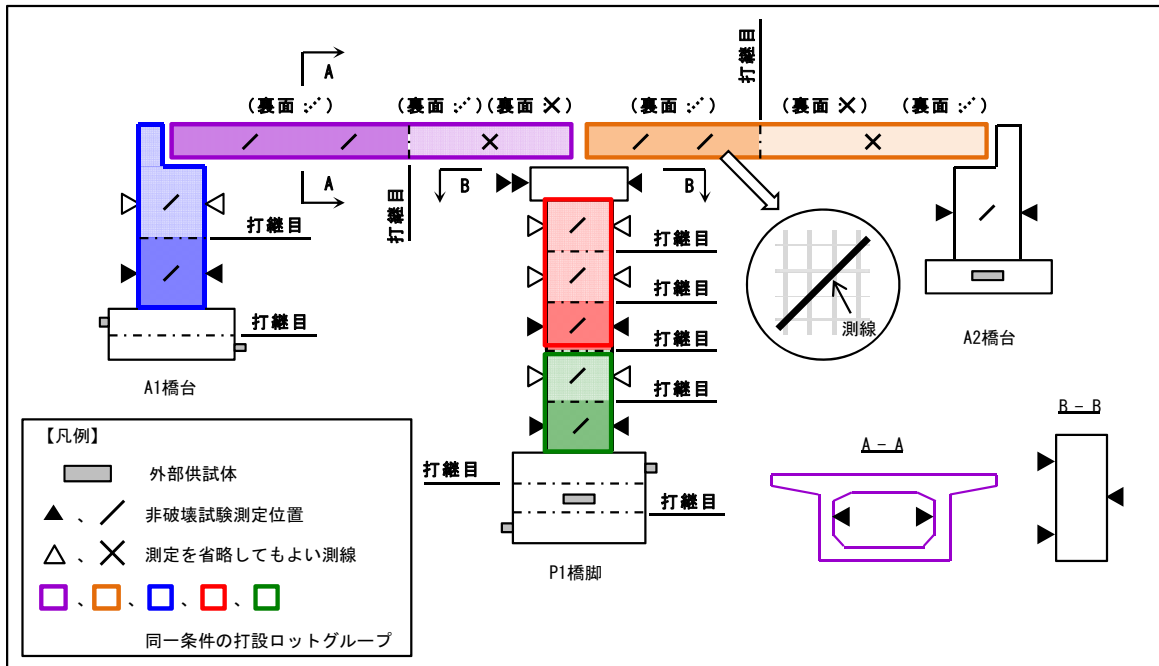 打継目
A
(裏面 ⋰)
(裏面 ⋰)
(裏面 ×)
(裏面 ⋰)
(裏面 ×)
(裏面 ⋰)
A
B
B
打継目
打継目
打継目
打継目
打継目
打継目
打継目
測線
A1橋台
A2橋台
【凡例】
外部供試体
▲、／ 非破壊試験測定位置
△、× 測定を省略してもよい測線
□、□、□、□、□
同一条件の打設ロットグループ
打継目
打継目
P1橋脚
A－A
B－B